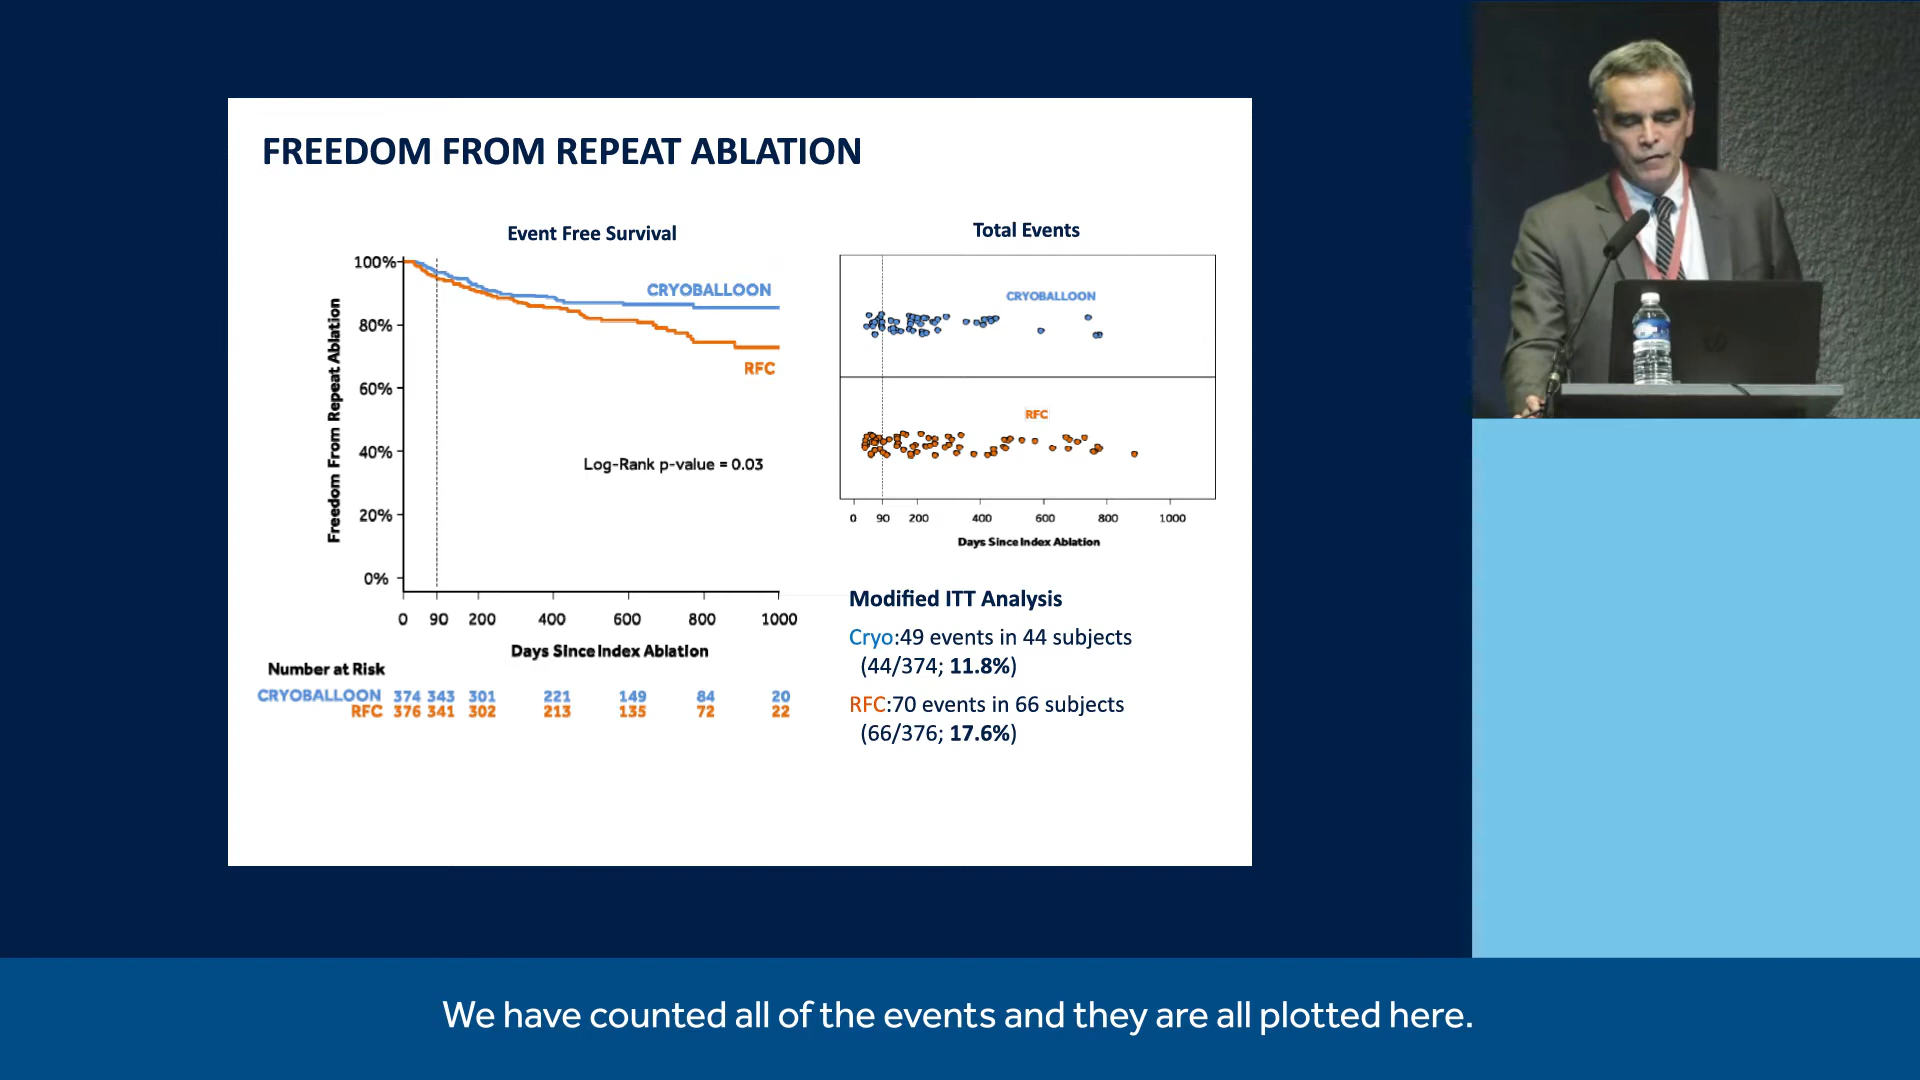 FREEDOM FROM REPEAT ABLATION
Event Free Survival
100%
80%
60%
40%
20%
0%
Freedom From Repeat Ablation
CRYOBALLOON
RFC
Log-Rank p-value = 0.03
0 90 200 400 600 800 1000
Days Since Index Ablation
Number at Risk
CRYOBALLOON 374 343 301 221 149 84 20
RFC 376 341 302 213 135 72 22
Total Events
CRYOBALLOON
RFC
0 90 200 400 600 800 1000
Days Since Index Ablation
Modified ITT Analysis
Cryo:49 events in 44 subjects
(44/374; 11.8%)
RFC:70 events in 66 subjects
(66/376; 17.6%)
We have counted all of the events and they are all plotted here.